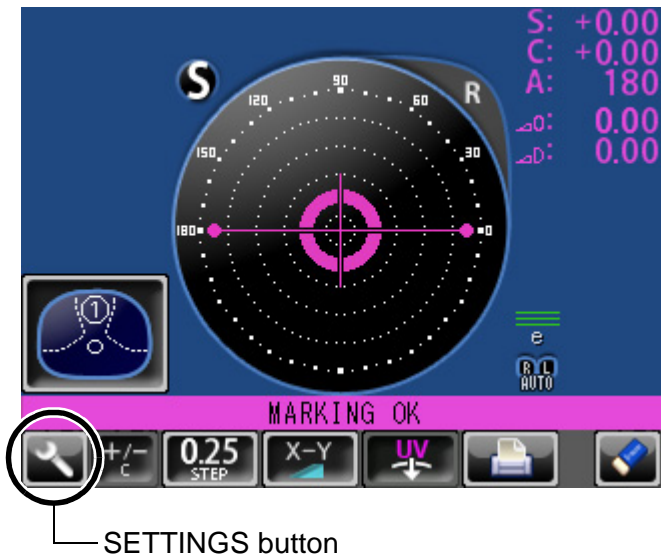 S: +0.00
C: +0.00
A: 180
⊿O: 0.00
⊿D: 0.00
S
R
90
120
60
150
30
180
0
1
e
R L
AUTO
MARKING OK
+/-
C
0.25
STEP
X-Y
UV
SETTINGS button